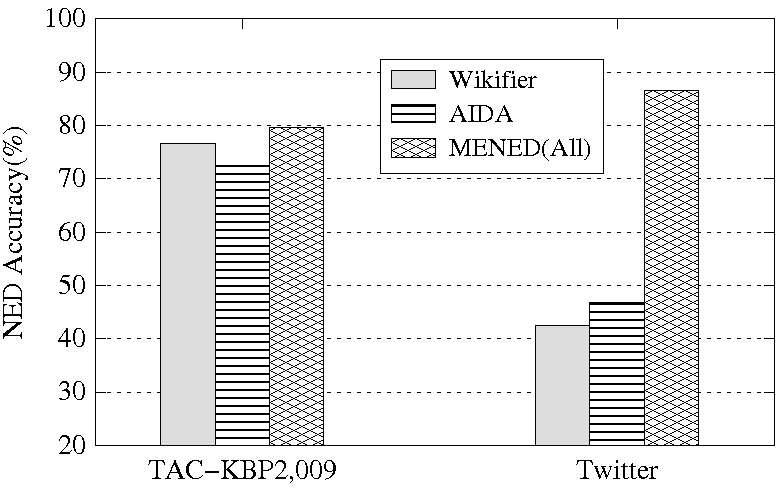 100
90
80
70
60
50
40
30
20
NED Accuracy(%)
Wikifier
AIDA
MENED(All)
TAC−KBP2,009
Twitter